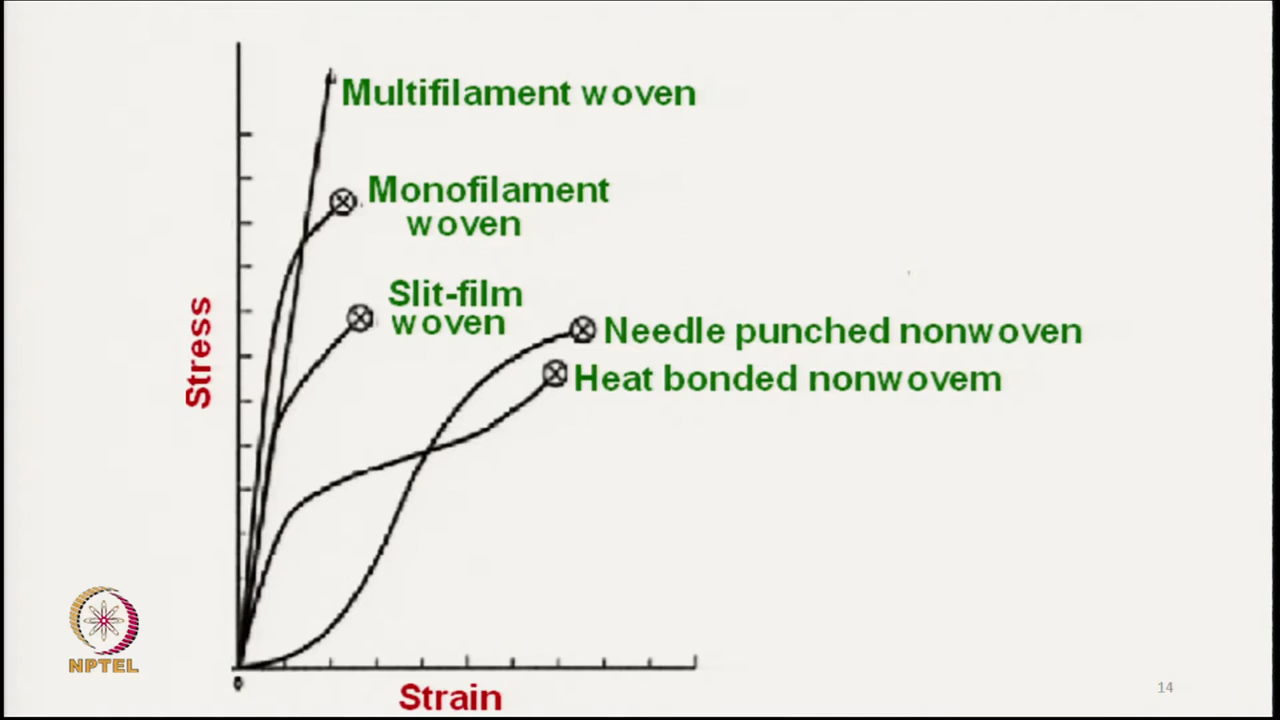 Multifilament woven
Monofilament
woven
Slit-film
woven
Needle punched nonwoven
Heat bonded nonwovem
Stress
0
Strain
NPTEL
14